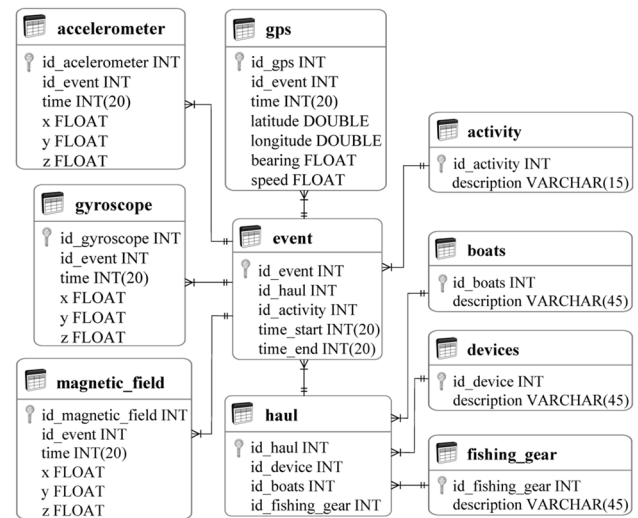 accelerometer
id_acelerometer INT
id_event INT
time INT(20)
x FLOAT
y FLOAT
z FLOAT
gps
id_gps INT
id_event INT
time INT(20)
latitude DOUBLE
longitude DOUBLE
bearing FLOAT
speed FLOAT
activity
id_activity INT
description VARCHAR(15)
gyroscope
id_gyroscope INT
id_event INT
time INT(20)
x FLOAT
y FLOAT
z FLOAT
event
id_event INT
id_haul INT
id_activity INT
time_start INT(20)
time_end INT(20)
boats
id_boats INT
description VARCHAR(45)
devices
id_device INT
description VARCHAR(45)
magnetic_field
id_magnetic_field INT
id_event INT
time INT(20)
x FLOAT
y FLOAT
z FLOAT
haul
id_haul INT
id_device INT
id_boats INT
id_fishing_gear INT
fishing_gear
id_fishing_gear INT
description VARCHAR(45)